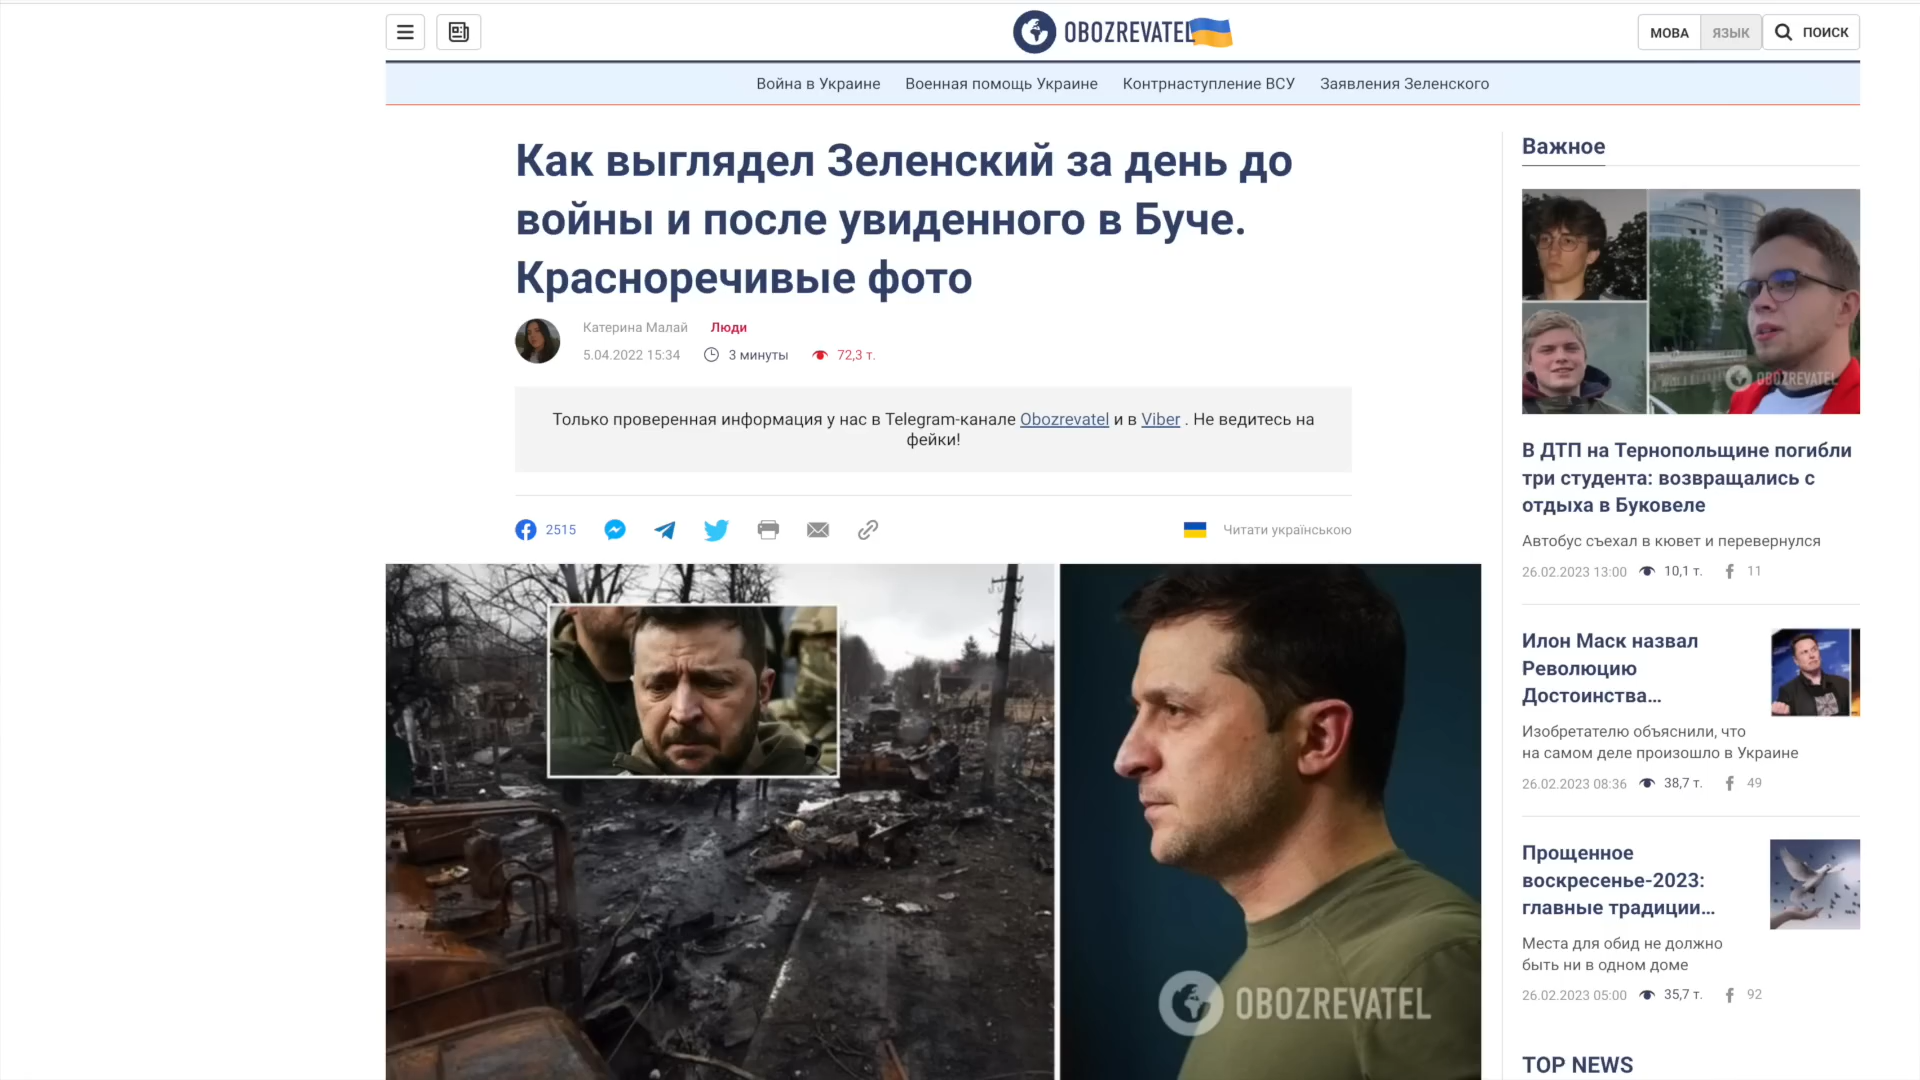 OBOZREVATEL
МОВА
ЯЗЫК
ПОИСК
Война в Украине
Военная помощь Украине
Контрнаступление ВСУ
Заявления Зеленского
Как выглядел Зеленский за день до
войны и после увиденного в Буче.
Красноречивые фото
Катерина Малай Люди
5.04.2022 15:34 3 минуты 72,3 т.
Только проверенная информация у нас в Telegram-канале Obozrevatel и в Viber . Не ведитесь на
фейки!
2515
Читати українською
OBOZREVATEL
Важное
OBOZREVATEL
В ДТП на Тернопольщине погибли
три студента: возвращались с
отдыха в Буковеле
Автобус съехал в кювет и перевернулся
26.02.2023 13:00 10,1 т. 11
Илон Маск назвал
Революцию
Достоинства...
Изобретателю объяснили, что
на самом деле произошло в Украине
26.02.2023 08:36 38,7 т. 49
Прощенное
воскресенье-2023:
главные традиции...
Места для обид не должно
быть ни в одном доме
26.02.2023 05:00 35,7 т. 92
TOP NEWS